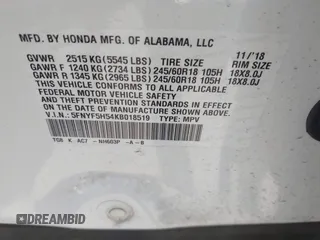 MFD. BY HONDA MFG. OF ALABAMA, LLC
11/'18
GVWR 2515 KG (5545 LBS) TIRE SIZE RIM SIZE
GAWR F 1240 KG (2734 LBS) 245/60R18 105H 18X8.0J
GAWR R 1345 KG (2965 LBS) 245/60R18 105H 18X8.0J
THIS VEHICLE CONFORMS TO ALL APPLICABLE
FEDERAL MOTOR VEHICLE SAFETY
STANDARDS IN EFFECT ON THE DATE OF
MANUFACTURE SHOWN ABOVE.
V.I.N.: 5FNYF5H54KB018519 TYPE: MPV
TG8 K AC7 - NH603P -A-B
DREAMBID